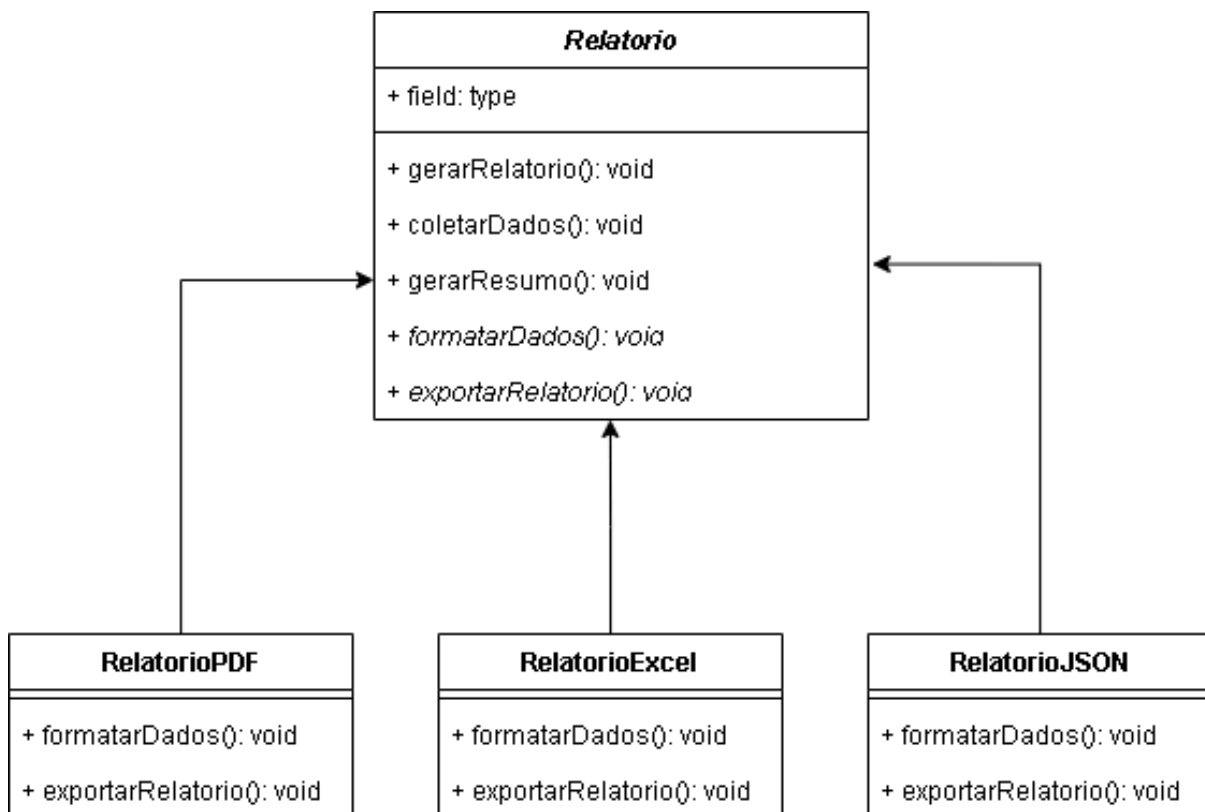 Relatorio
+ field: type
+ gerarRelatorio(): void
+ coletarDados(): void
+ gerarResumo(): void
+ formatarDados(): void
+ exportarRelatorio(): void
RelatorioPDF
+ formatarDados(): void
+ exportarRelatorio(): void
RelatorioExcel
+ formatarDados(): void
+ exportarRelatorio(): void
RelatorioJSON
+ formatarDados(): void
+ exportarRelatorio(): void